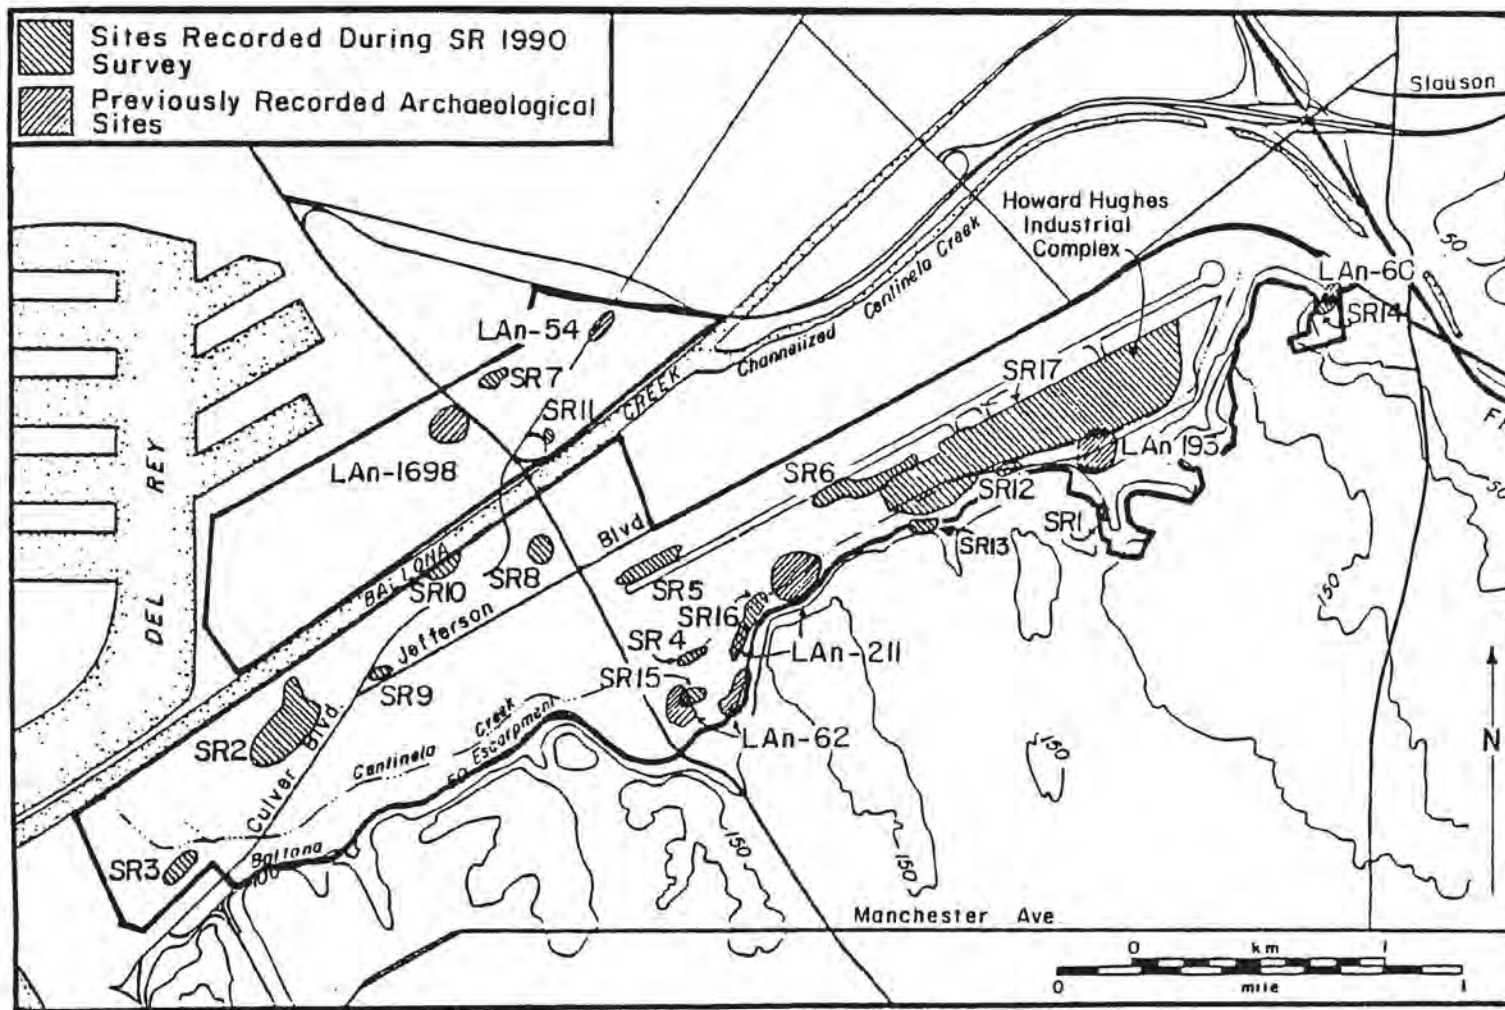 Sites Recorded During SR 1990
Survey
Previously Recorded Archaeological
Sites
Slauson
Howard Hughes
Industrial
Complex
50
LAn-60
SR14
LAn-54
SR7
SR11
CREEK
Channelized
Centinela Creek
SR17
LAn-1698
LAn 193
SR6
SR12
SR1
SR13
50
DEL REY
BALLONA
SR10
SR8
Blvd
Jefferson
SR5
SR16
SR4
LAn-211
SR15
LAn-62
SR9
SR2
Culver
Blvd
Centinela
Creek
50 Escarpment
Ballona
100
SR3
150
150
150
150
N
Manchester Ave
0 km 1
0 mile 1